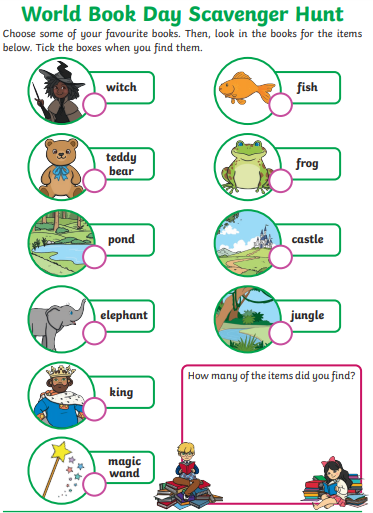 World Book Day Scavenger Hunt
Choose some of your favourite books. Then, look in the books for the items
below. Tick the boxes when you find them.
witch
fish
teddy
bear
frog
pond
castle
elephant
jungle
king
How many of the items did you find?
magic
wand